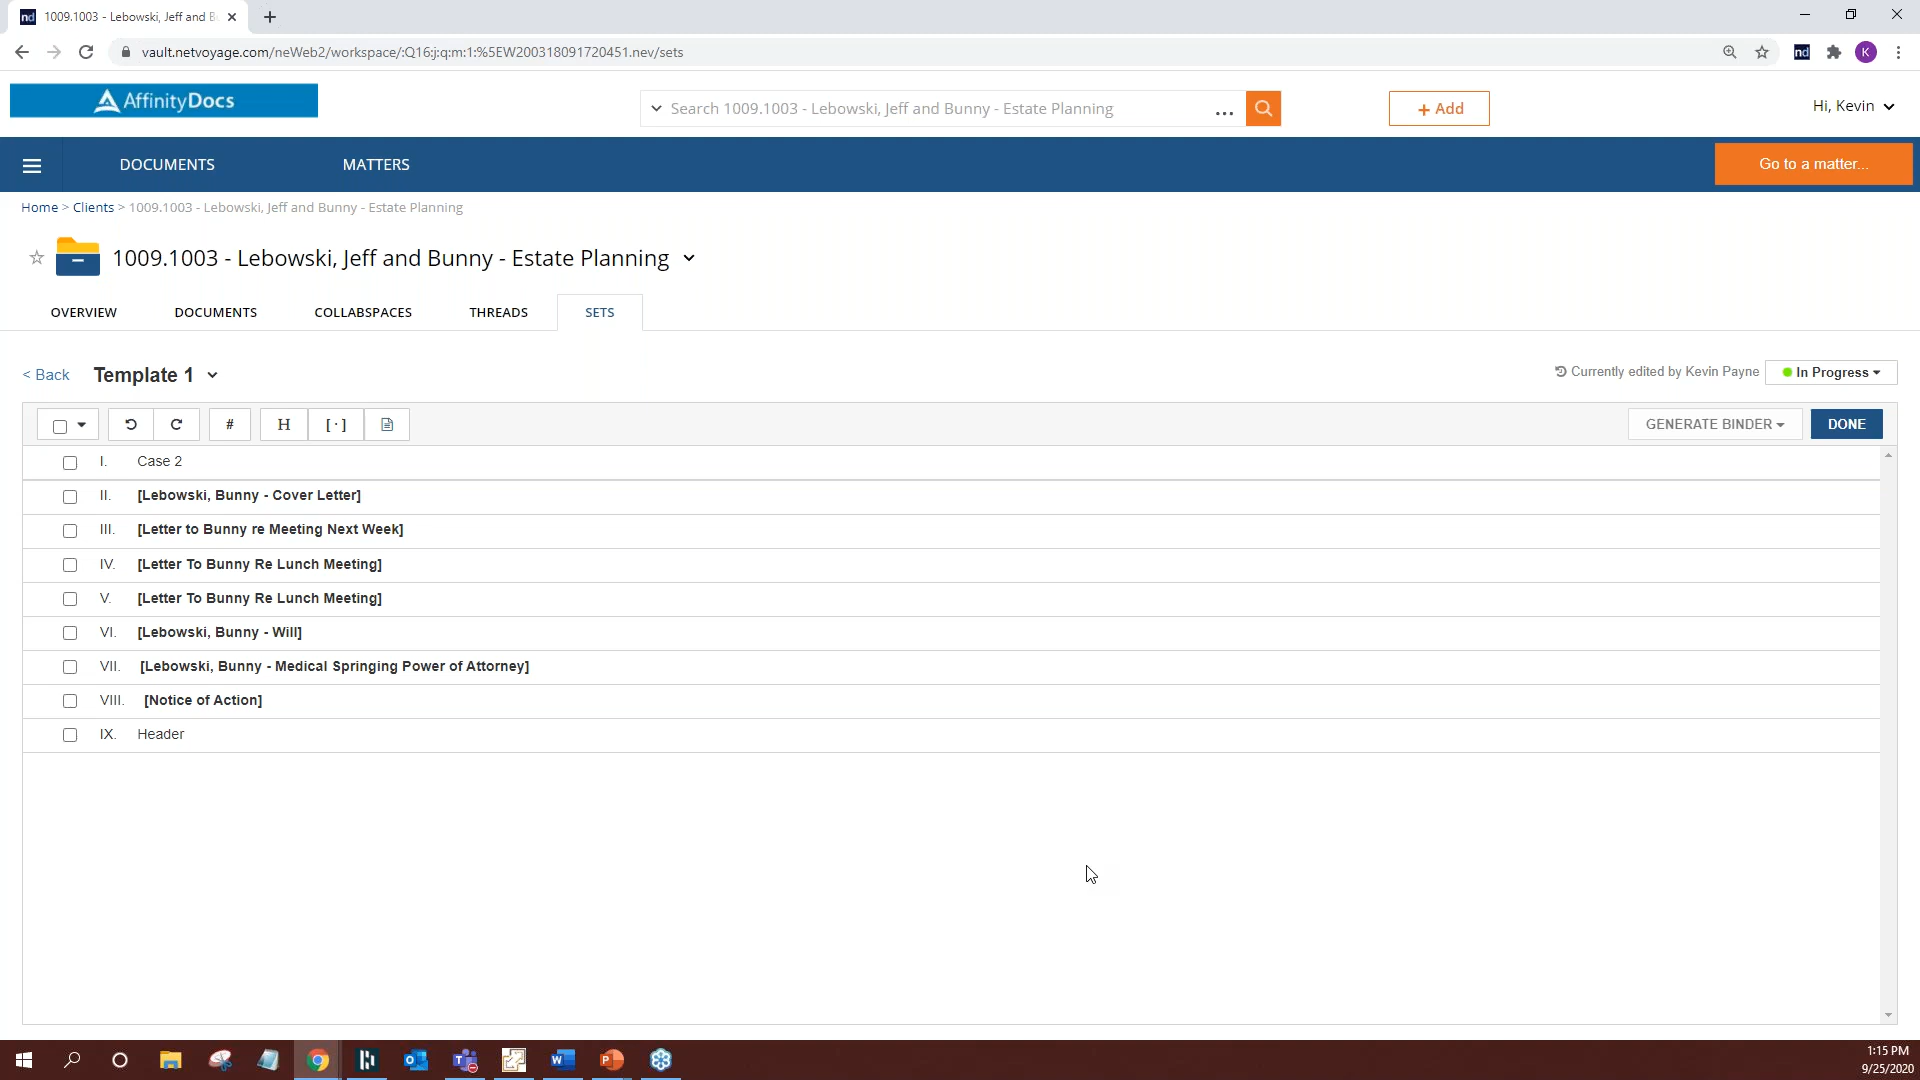 1009.1003 - Lebowski, Jeff and B
vault.netvoyage.com/neWeb2/workspace/:Q16:j:q:m:1:%5EW200318091720451.nev/sets
nd
K
AffinityDocs
Search 1009.1003 - Lebowski, Jeff and Bunny - Estate Planning
...
+ Add
Hi, Kevin
DOCUMENTS
MATTERS
Go to a matter...
Home > Clients > 1009.1003 - Lebowski, Jeff and Bunny - Estate Planning
1009.1003 - Lebowski, Jeff and Bunny - Estate Planning
OVERVIEW
DOCUMENTS
COLLABSPACES
THREADS
SETS
< Back
Template 1
Currently edited by Kevin Payne
In Progress
#
H
[·]
GENERATE BINDER
DONE
I. Case 2
II. [Lebowski, Bunny - Cover Letter]
III. [Letter to Bunny re Meeting Next Week]
IV. [Letter To Bunny Re Lunch Meeting]
V. [Letter To Bunny Re Lunch Meeting]
VI. [Lebowski, Bunny - Will]
VII. [Lebowski, Bunny - Medical Springing Power of Attorney]
VIII. [Notice of Action]
IX. Header
1:15 PM
9/25/2020